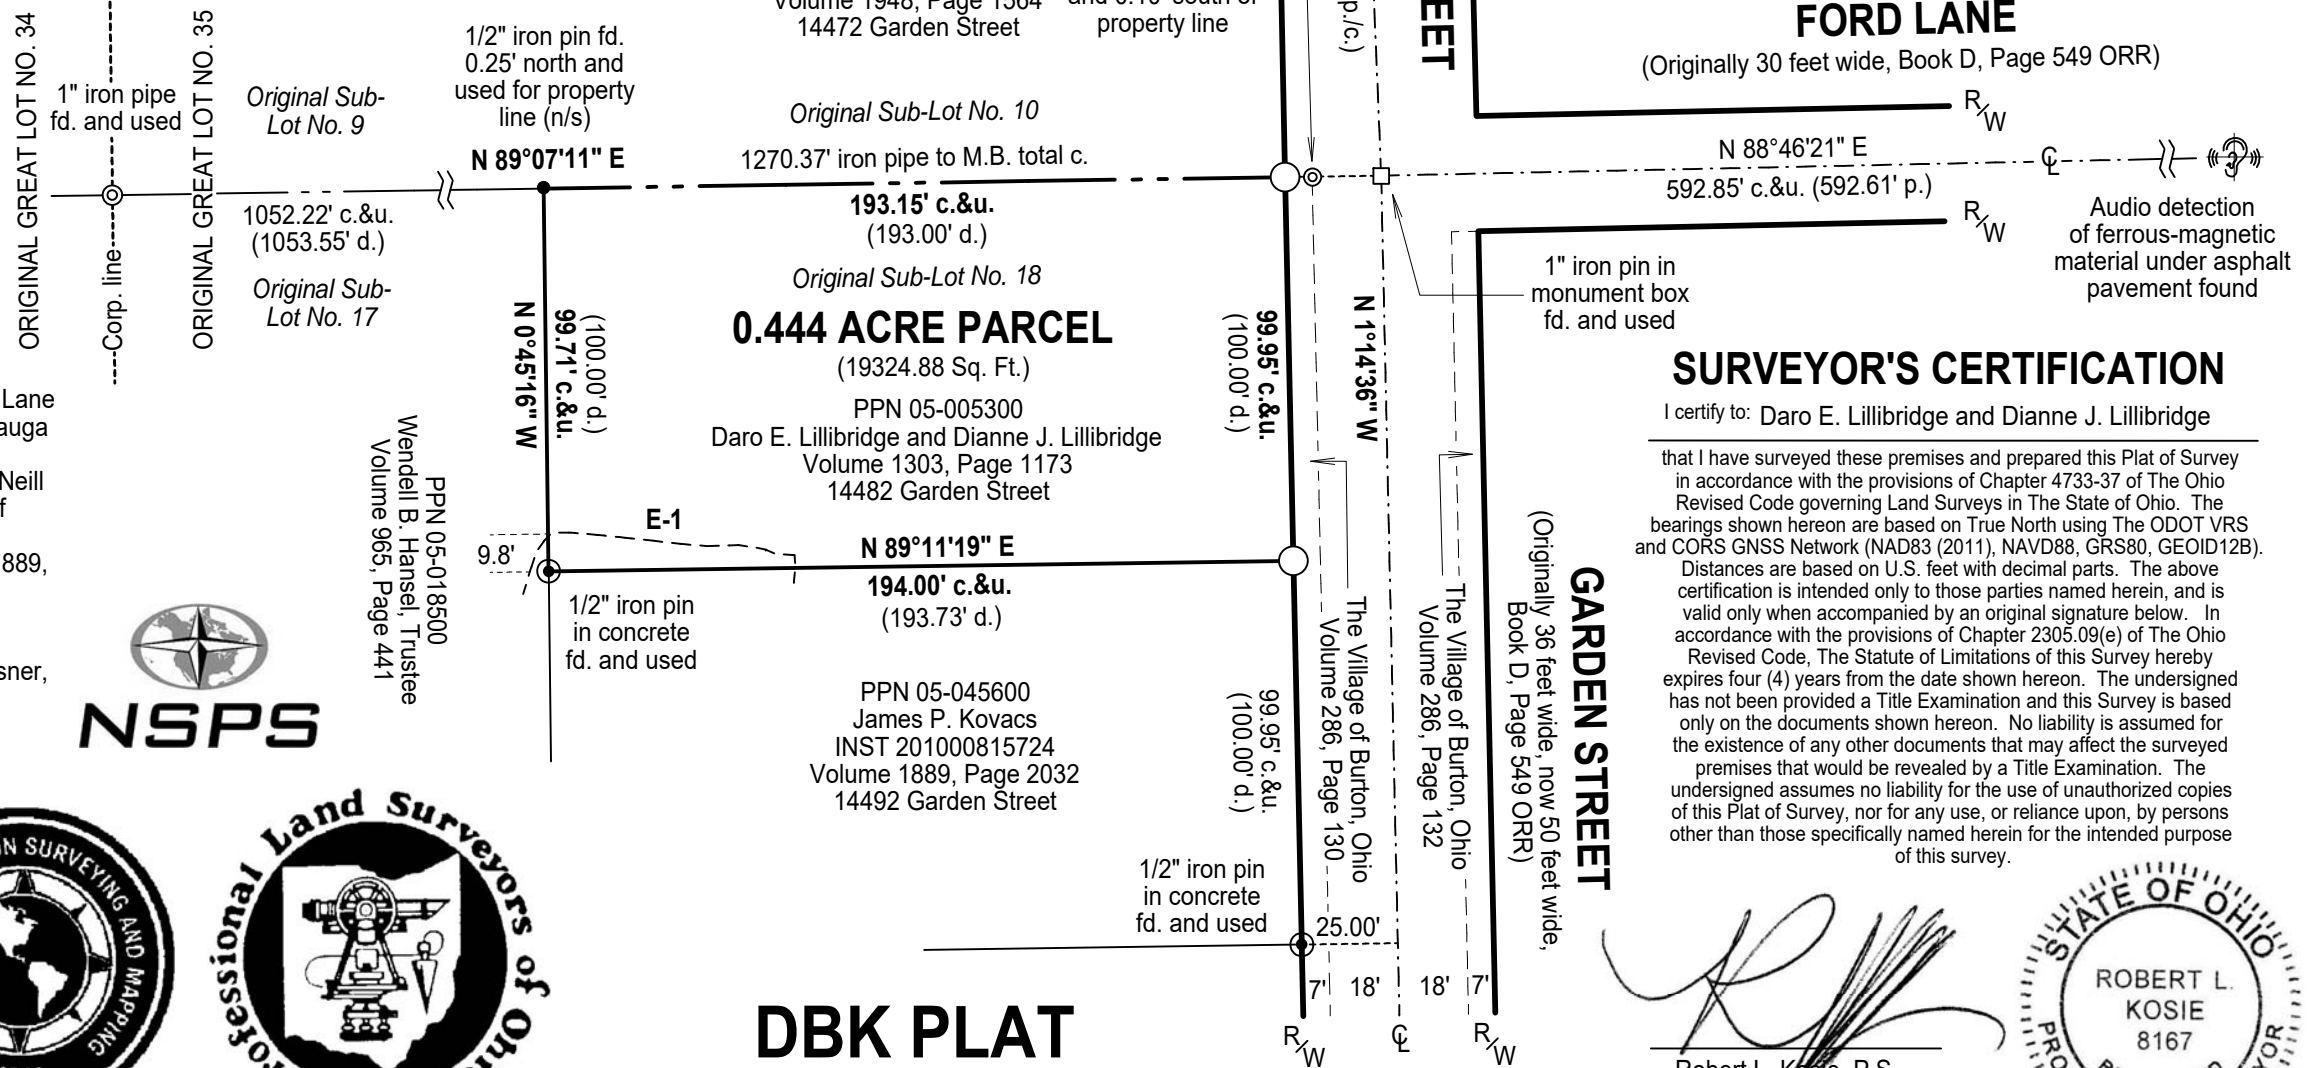 ORIGINAL GREAT LOT NO. 34
1" iron pipe
fd. and used
Corp. line
ORIGINAL GREAT LOT NO. 35
Original Sub-
Lot No. 9
1052.22' c.&u.
(1053.55' d.)
Original Sub-
Lot No. 17
1/2" iron pin fd.
0.25' north and
used for property
line (n/s)
N 89°07'11" E
Volume 1948, Page 1564
14472 Garden Street
and 0.10' south of
property line
Original Sub-Lot No. 10
1270.37' iron pipe to M.B. total c.
193.15' c.&u.
(193.00' d.)
Original Sub-Lot No. 18
0.444 ACRE PARCEL
(19324.88 Sq. Ft.)
PPN 05-005300
Daro E. Lillibridge and Dianne J. Lillibridge
Volume 1303, Page 1173
14482 Garden Street
N 0°45'16" W
99.71' c.&u.
(100.00' d.)
99.95' c.&u.
(100.00' d.)
N 1°14'36" W
E-1
9.8'
N 89°11'19" E
194.00' c.&u.
(193.73' d.)
1/2" iron pin
in concrete
fd. and used
PPN 05-018500
Wendell B. Hansel, Trustee
Volume 965, Page 441
PPN 05-045600
James P. Kovacs
INST 201000815724
Volume 1889, Page 2032
14492 Garden Street
99.95' c.&u.
(100.00' d.)
1/2" iron pin
in concrete
fd. and used
25.00'
7' 18' 18' 7'
R/W
CL
R/W
DBK PLAT
The Village of Burton, Ohio
Volume 286, Page 130
The Village of Burton, Ohio
Volume 286, Page 132
(Originally 36 feet wide, now 50 feet wide,
Book D, Page 549 ORR)
GARDEN STREET
p./c.)
EET
FORD LANE
(Originally 30 feet wide, Book D, Page 549 ORR)
R/W
N 88°46'21" E
CL
592.85' c.&u. (592.61' p.)
R/W
1" iron pin in
monument box
fd. and used
Audio detection
of ferrous-magnetic
material under asphalt
pavement found
SURVEYOR'S CERTIFICATION
I certify to: Daro E. Lillibridge and Dianne J. Lillibridge
that I have surveyed these premises and prepared this Plat of Survey
in accordance with the provisions of Chapter 4733-37 of The Ohio
Revised Code governing Land Surveys in The State of Ohio. The
bearings shown hereon are based on True North using The ODOT VRS
and CORS GNSS Network (NAD83 (2011), NAVD88, GRS80, GEOID12B).
Distances are based on U.S. feet with decimal parts. The above
certification is intended only to those parties named herein, and is
valid only when accompanied by an original signature below. In
accordance with the provisions of Chapter 2305.09(e) of The Ohio
Revised Code, The Statute of Limitations of this Survey hereby
expires four (4) years from the date shown hereon. The undersigned
has not been provided a Title Examination and this Survey is based
only on the documents shown hereon. No liability is assumed for
the existence of any other documents that may affect the surveyed
premises that would be revealed by a Title Examination. The
undersigned assumes no liability for the use of unauthorized copies
of this Plat of Survey, nor for any use, or reliance upon, by persons
other than those specifically named herein for the intended purpose
of this survey.
STATE OF OHIO
ROBERT L.
KOSIE
8167
Lane
auga
Neill
f
889,
sner,
NSPS
N SURVEYING AND MAPPING
Professional Land Surveyors of Ohio